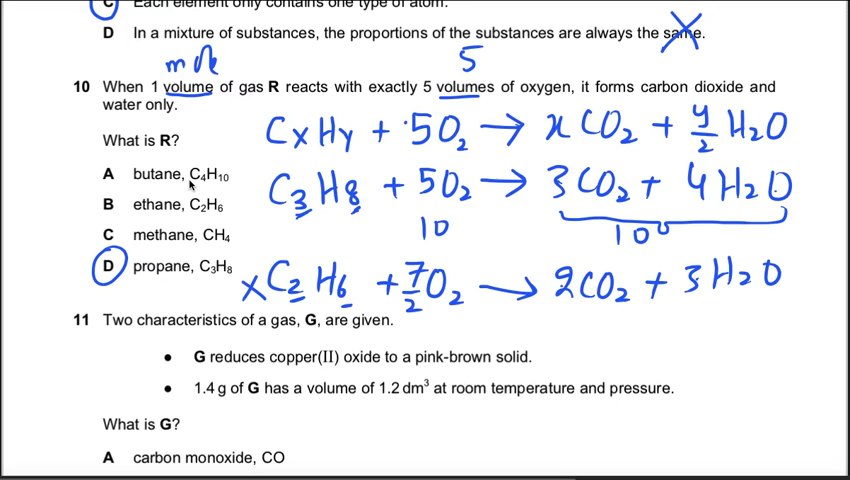 C Each element only contains one type of atom.
D In a mixture of substances, the proportions of the substances are always the same.
mole 5
10 When 1 volume of gas R reacts with exactly 5 volumes of oxygen, it forms carbon dioxide and
water only.
CxHy + 5O₂ → xCO₂ + y/2 H₂O
What is R?
A butane, C₄H₁₀
C₃H₈ + 5O₂ → 3CO₂ + 4H₂O
B ethane, C₂H₆
10 10
C methane, CH₄
D propane, C₃H₈
×C₂H₆ + 7/2 O₂ → 2CO₂ + 3H₂O
11 Two characteristics of a gas, G, are given.
• G reduces copper(II) oxide to a pink-brown solid.
• 1.4 g of G has a volume of 1.2 dm³ at room temperature and pressure.
What is G?
A carbon monoxide, CO